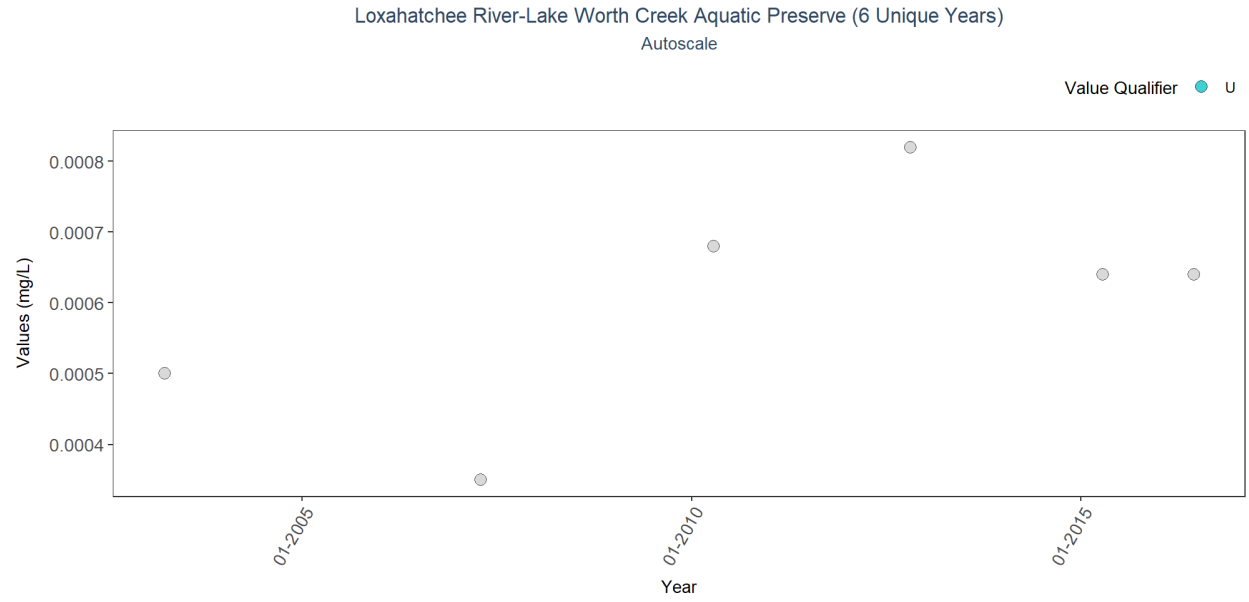 Loxahatchee River-Lake Worth Creek Aquatic Preserve (6 Unique Years)
Autoscale
Value Qualifier U
0.0008
0.0007
0.0006
0.0005
0.0004
Values (mg/L)
01-2005
01-2010
01-2015
Year